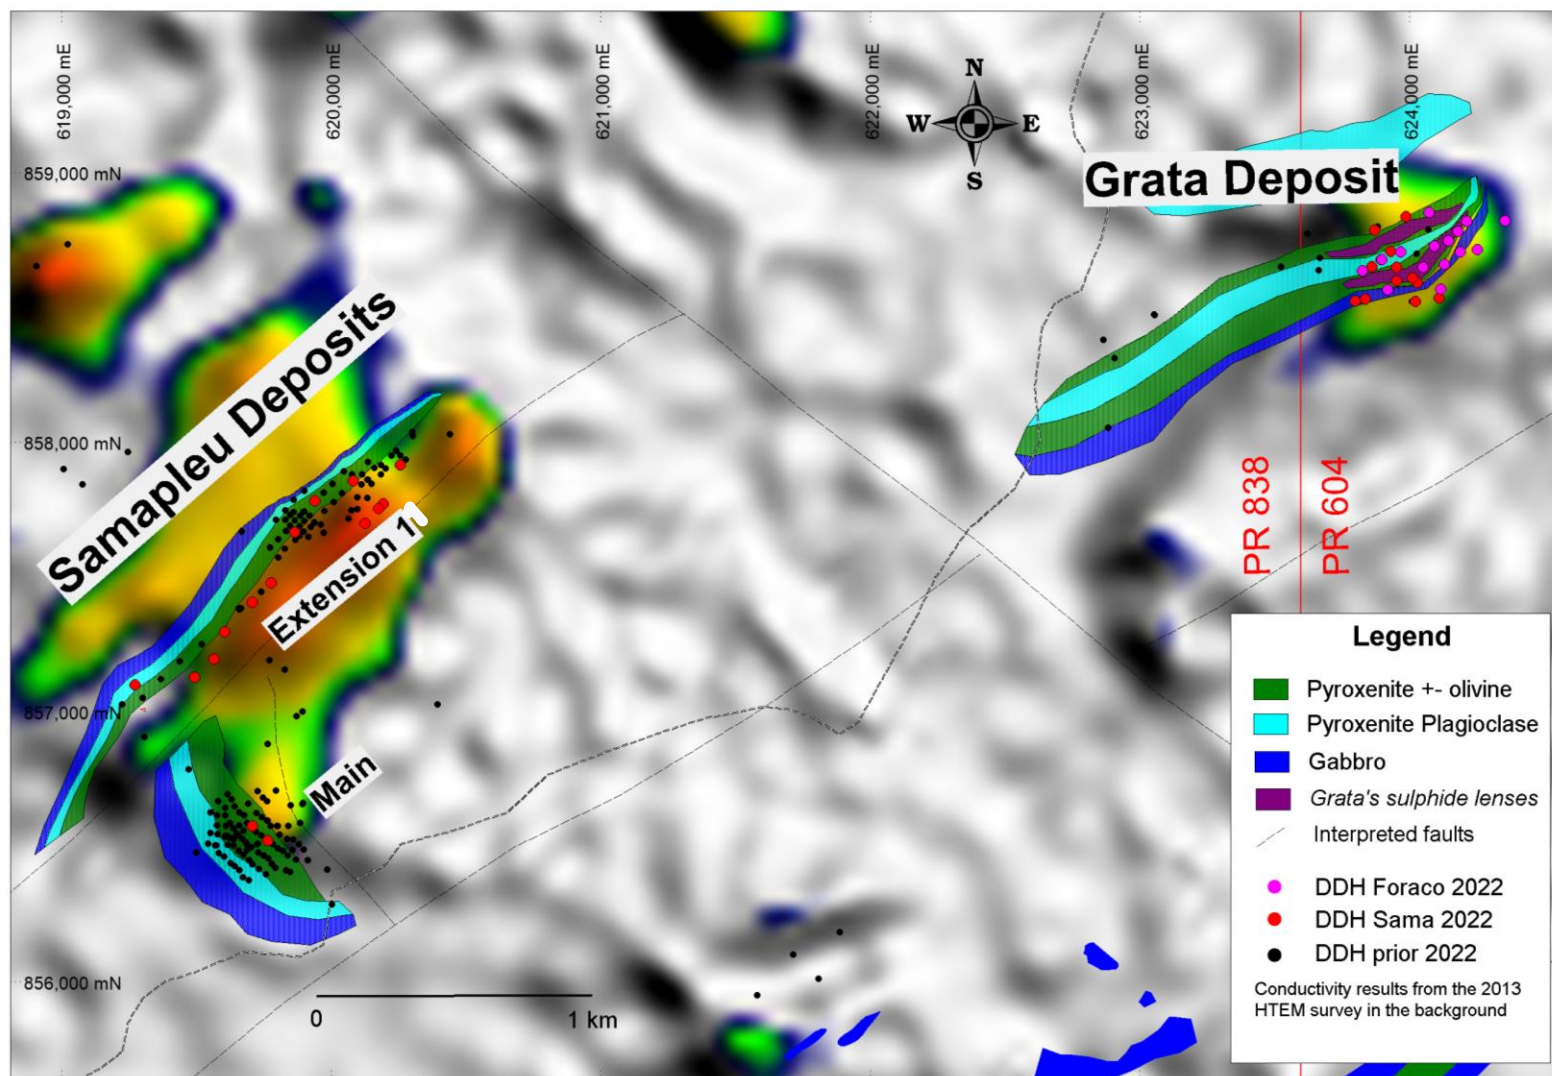 619,000 mE
620,000 mE
621,000 mE
622,000 mE
623,000 mE
624,000 mE
N
W E
S
859,000 mN
Grata Deposit
Samapleu Deposits
858,000 mN
Extension 1
PR 838
PR 604
857,000 mN
Main
856,000 mN
0 1 km
Legend
Pyroxenite +- olivine
Pyroxenite Plagioclase
Gabbro
Grata's sulphide lenses
Interpreted faults
DDH Foraco 2022
DDH Sama 2022
DDH prior 2022
Conductivity results from the 2013
HTEM survey in the background